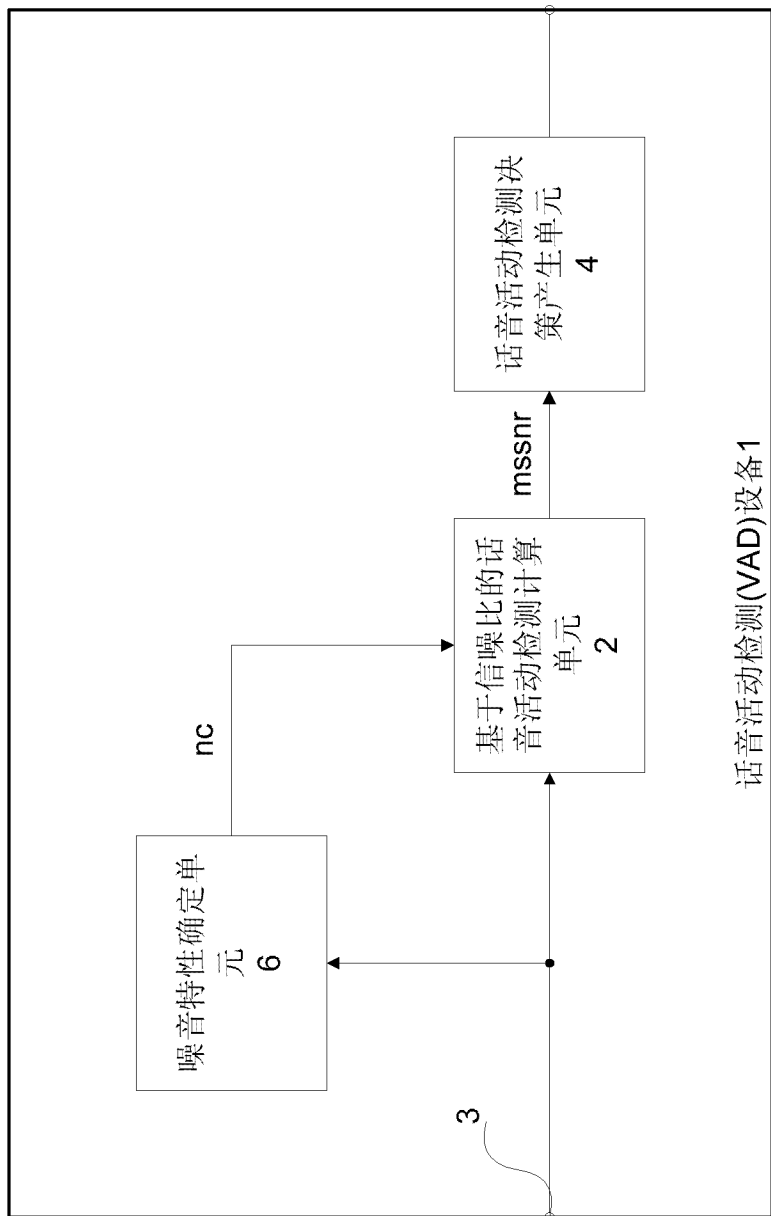 噪音特性确定单
元
6
nc
3
基于信噪比的话
音活动检测计算
单元
2
mssnr
话音活动检测决
策产生单元
4
话音活动检测(VAD)设备1